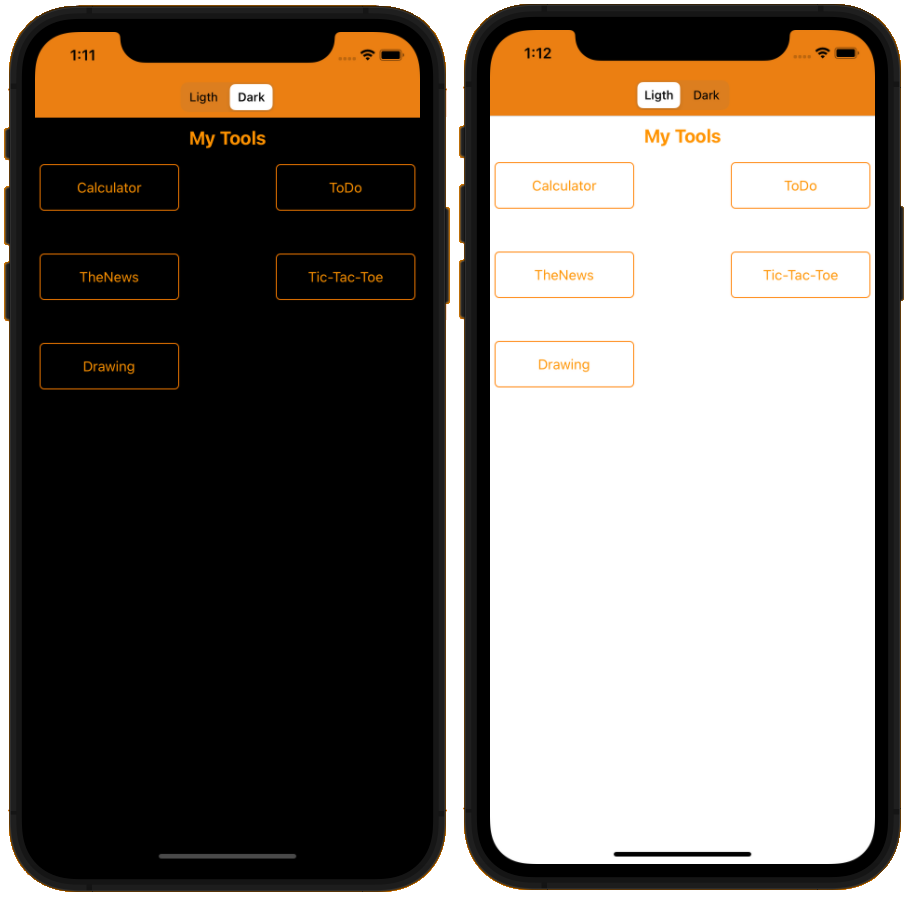 1:11
Ligth Dark
My Tools
Calculator ToDo
TheNews Tic-Tac-Toe
Drawing
1:12
Ligth Dark
My Tools
Calculator ToDo
TheNews Tic-Tac-Toe
Drawing